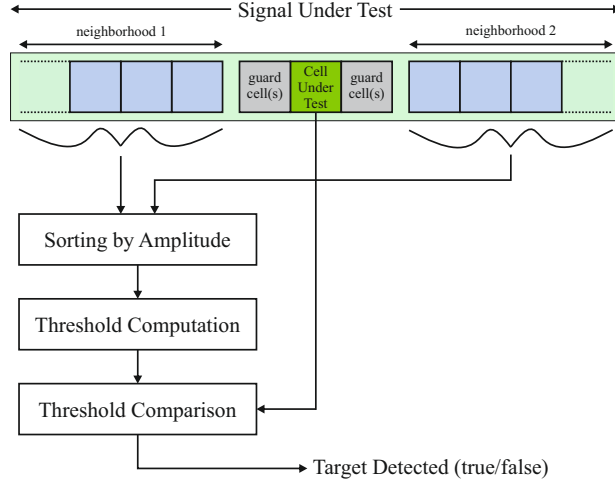 Signal Under Test
neighborhood 1
neighborhood 2
guard
cell(s)
Cell
Under
Test
guard
cell(s)
Sorting by Amplitude
Threshold Computation
Threshold Comparison
Target Detected (true/false)